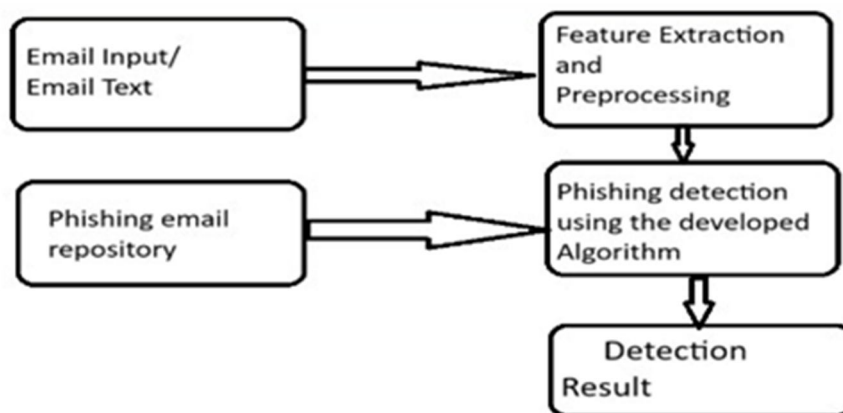 Email Input/
Email Text
Feature Extraction
and
Preprocessing
Phishing email
repository
Phishing detection
using the developed
Algorithm
Detection
Result